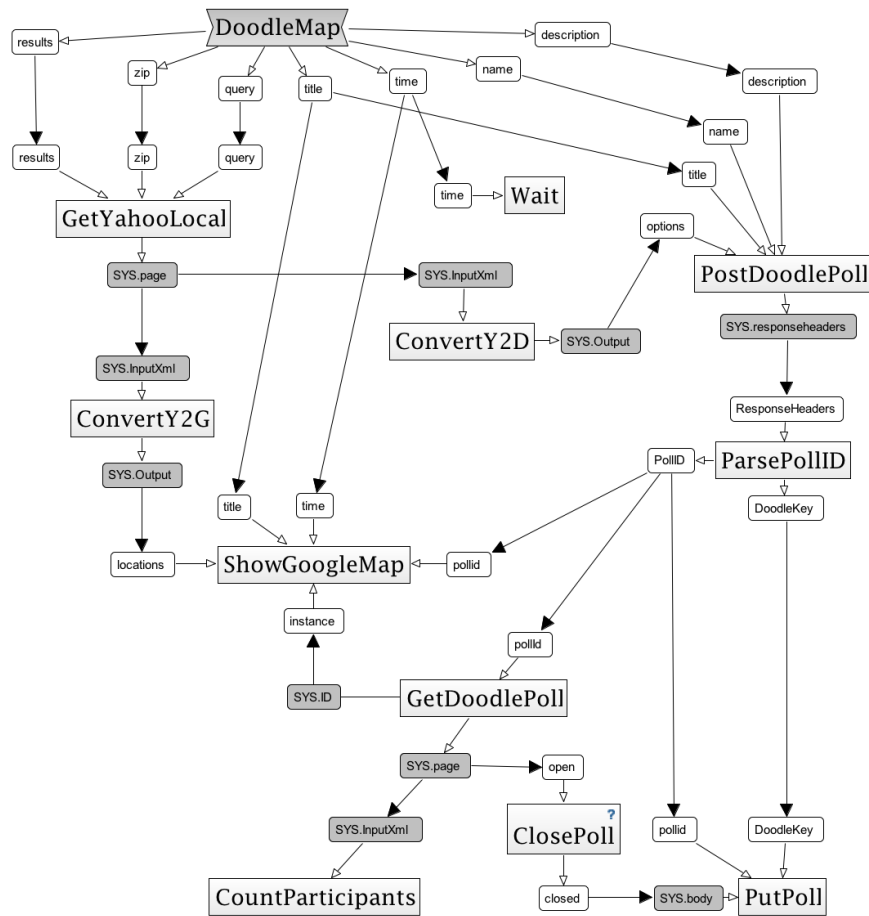 DoodleMap
results
description
zip
query
title
time
name
description
results
zip
query
time
Wait
title
name
GetYahooLocal
options
SYS.page
SYS.InputXml
PostDoodlePoll
ConvertY2D
SYS.Output
SYS.responseheaders
SYS.InputXml
ConvertY2G
ResponseHeaders
SYS.Output
PollID
ParsePollID
title
time
DoodleKey
locations
ShowGoogleMap
pollid
instance
pollId
SYS.ID
GetDoodlePoll
SYS.page
open
SYS.InputXml
?
ClosePoll
pollid
DoodleKey
CountParticipants
closed
SYS.body
PutPoll